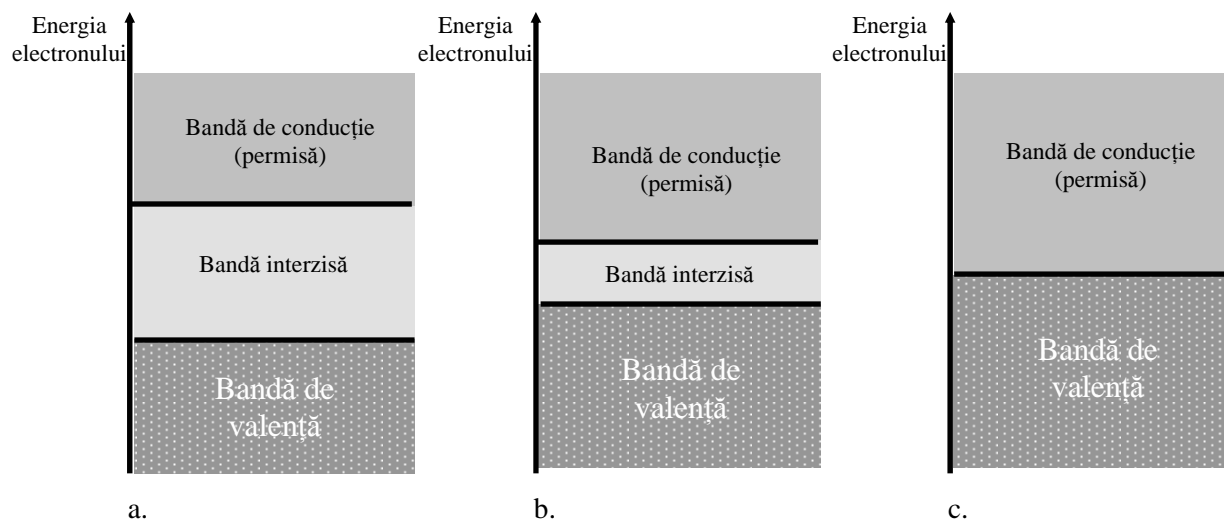 Energia
electronului
Bandă de conducție
(permisă)
Bandă interzisă
Bandă de
valență
a.
Energia
electronului
Bandă de conducție
(permisă)
Bandă interzisă
Bandă de
valență
b.
Energia
electronului
Bandă de conducție
(permisă)
Bandă de
valență
c.